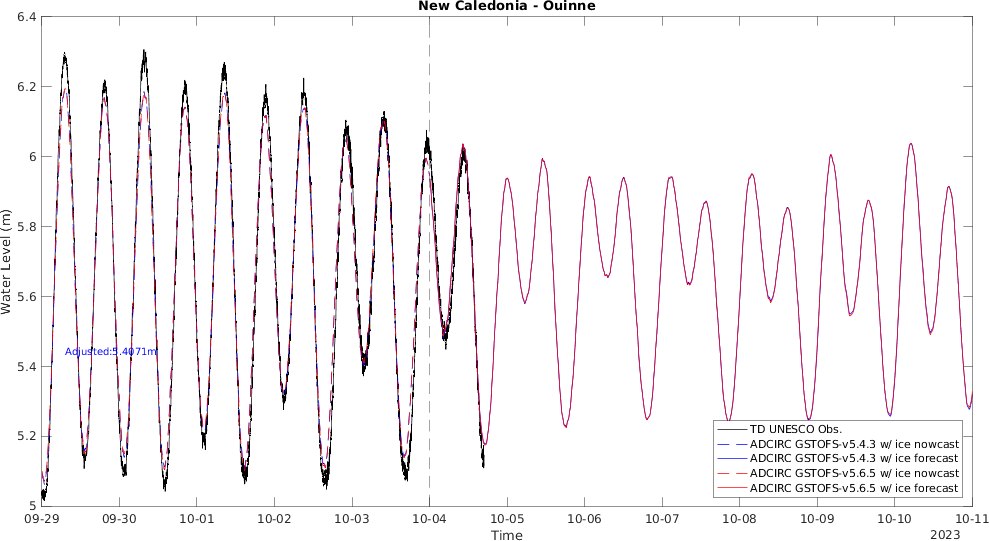 New Caledonia - Ouinne
6.4
6.2
6
5.8
5.6
5.4
5.2
5
Water Level (m)
Adjusted:5.4071m
TD UNESCO Obs.
ADCIRC GSTOFS-v5.4.3 w/ ice nowcast
ADCIRC GSTOFS-v5.4.3 w/ ice forecast
ADCIRC GSTOFS-v5.6.5 w/ ice nowcast
ADCIRC GSTOFS-v5.6.5 w/ ice forecast
09-29 09-30 10-01 10-02 10-03 10-04 10-05 10-06 10-07 10-08 10-09 10-10 10-11
Time
2023